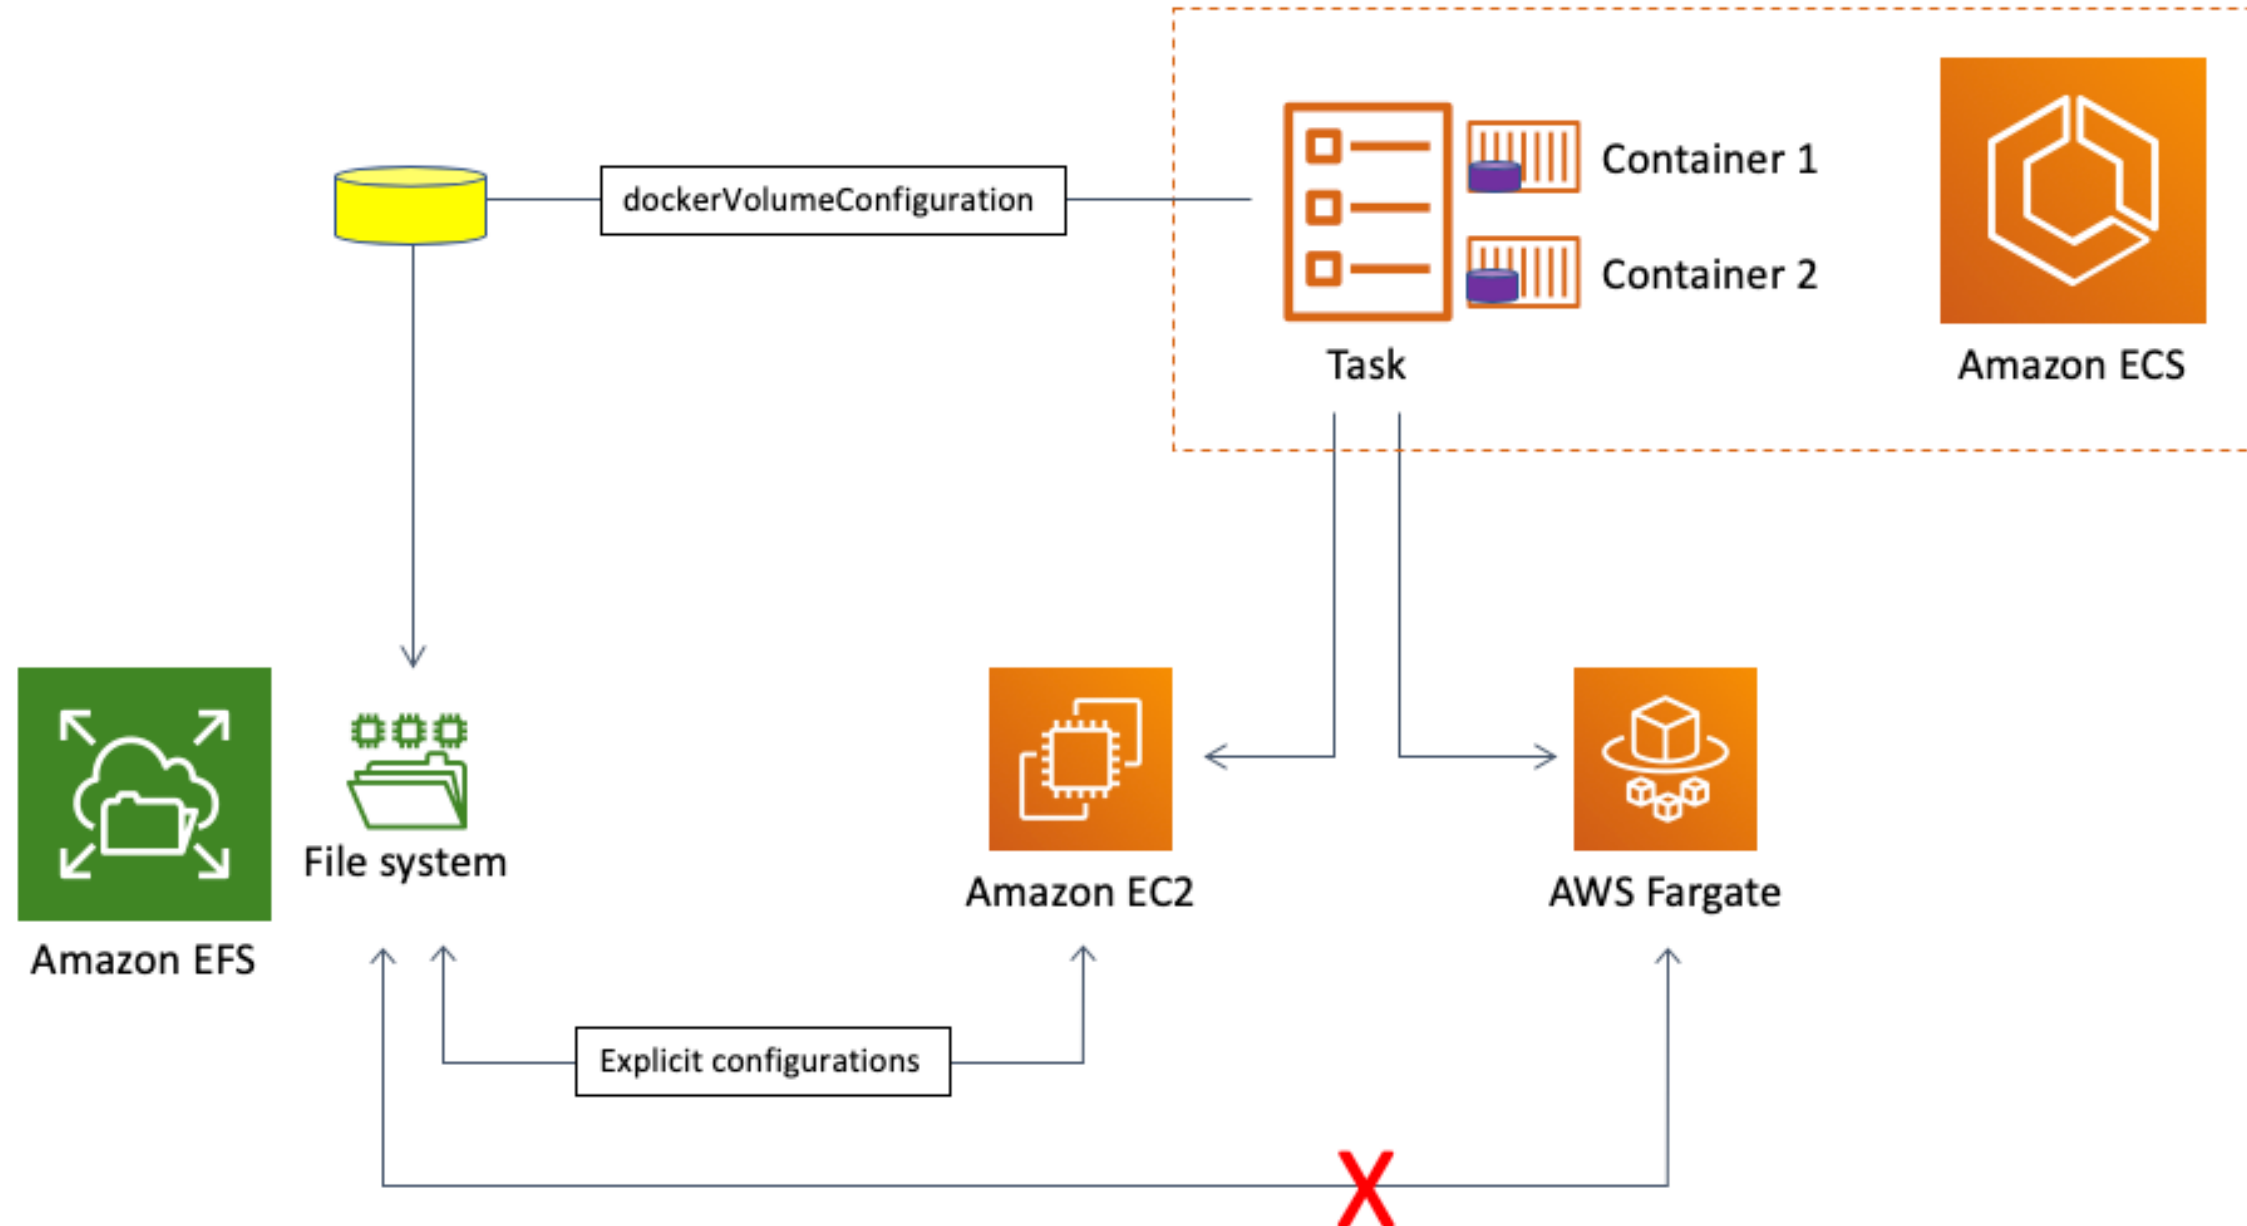 dockerVolumeConfiguration
Container 1
Container 2
Task
Amazon ECS
File system
Amazon EFS
Amazon EC2
AWS Fargate
Explicit configurations
X